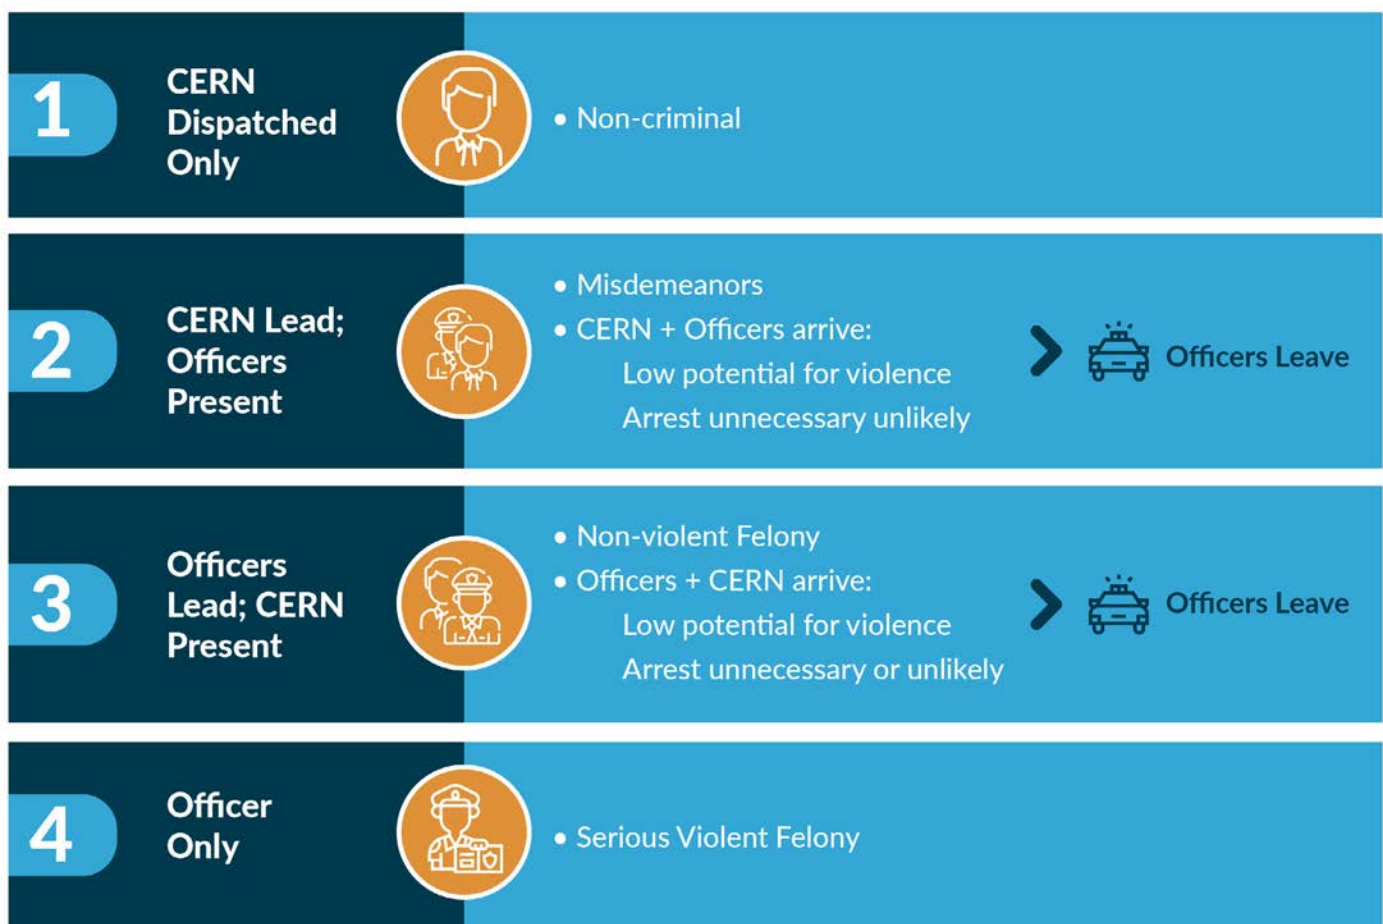 1
CERN
Dispatched
Only
• Non-criminal
2
CERN Lead;
Officers
Present
• Misdemeanors
• CERN + Officers arrive:
Low potential for violence
Arrest unnecessary unlikely
Officers Leave
3
Officers
Lead; CERN
Present
• Non-violent Felony
• Officers + CERN arrive:
Low potential for violence
Arrest unnecessary or unlikely
Officers Leave
4
Officer
Only
• Serious Violent Felony